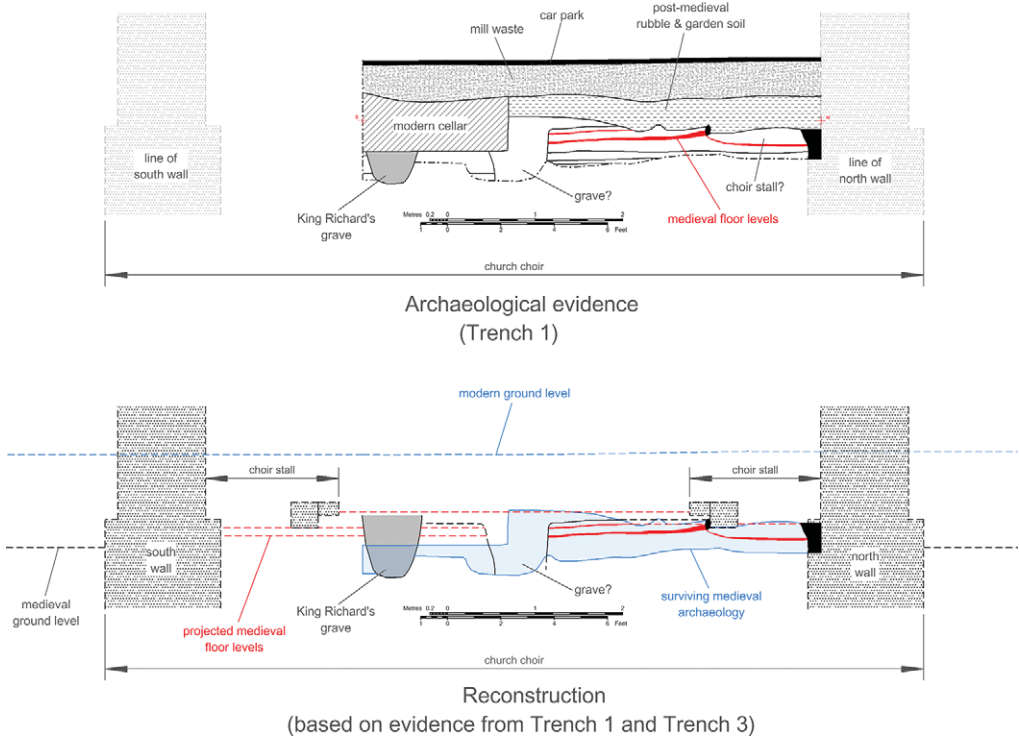 post-medieval
rubble & garden soil
car park
mill waste
modern cellar
line of
south wall
line of
north wall
choir stall?
grave?
King Richard's
grave
medieval floor levels
Metres 0.2 0 1 2
1 0 2 4 6 Feet
church choir
Archaeological evidence
(Trench 1)
modern ground level
choir stall
choir stall
south
wall
north
wall
grave?
King Richard's
grave
surviving medieval
archaeology
medieval
ground level
projected medieval
floor levels
Metres 0.2 0 1 2
1 0 2 4 6 Feet
church choir
Reconstruction
(based on evidence from Trench 1 and Trench 3)